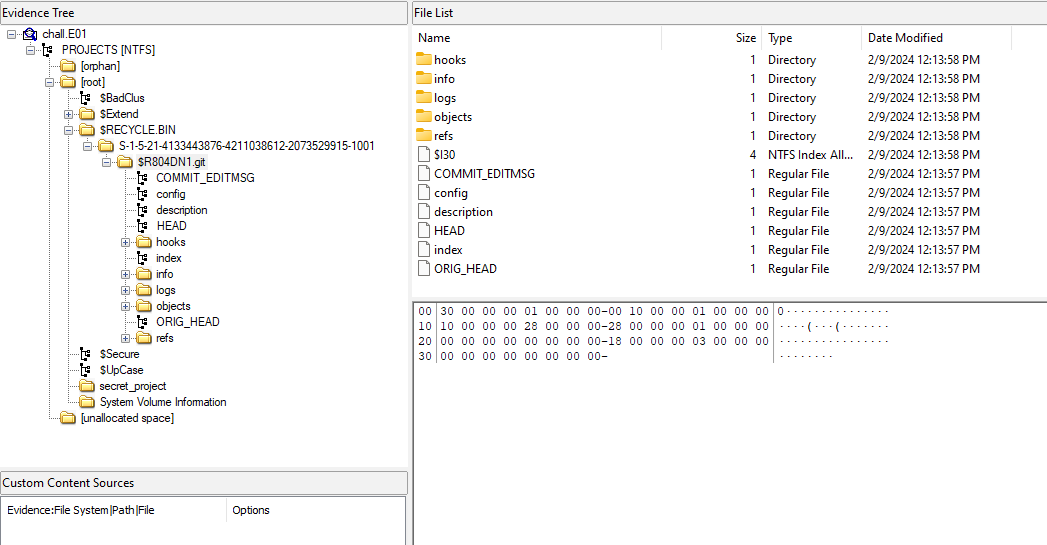 Evidence Tree
chall.E01
PROJECTS [NTFS]
[orphan]
[root]
$BadClus
$Extend
$RECYCLE.BIN
S-1-5-21-4133443876-4211038612-2073529915-1001
$R804DN1.git
COMMIT_EDITMSG
config
description
HEAD
hooks
index
info
logs
objects
ORIG_HEAD
refs
$Secure
$UpCase
secret_project
System Volume Information
[unallocated space]
Custom Content Sources
Evidence:File System|Path|File Options
File List
Name Size Type Date Modified
hooks 1 Directory 2/9/2024 12:13:58 PM
info 1 Directory 2/9/2024 12:13:58 PM
logs 1 Directory 2/9/2024 12:13:58 PM
objects 1 Directory 2/9/2024 12:13:58 PM
refs 1 Directory 2/9/2024 12:13:58 PM
$I30 4 NTFS Index All... 2/9/2024 12:13:58 PM
COMMIT_EDITMSG 1 Regular File 2/9/2024 12:13:57 PM
config 1 Regular File 2/9/2024 12:13:57 PM
description 1 Regular File 2/9/2024 12:13:57 PM
HEAD 1 Regular File 2/9/2024 12:13:57 PM
index 1 Regular File 2/9/2024 12:13:57 PM
ORIG_HEAD 1 Regular File 2/9/2024 12:13:57 PM
00 30 00 00 00 01 00 00 00-00 10 00 00 01 00 00 00 0···············
10 10 00 00 00 28 00 00 00-28 00 00 00 01 00 00 00 ····(···(·······
20 00 00 00 00 00 00 00 00-18 00 00 00 03 00 00 00 ················
30 00 00 00 00 00 00 00 00- ········